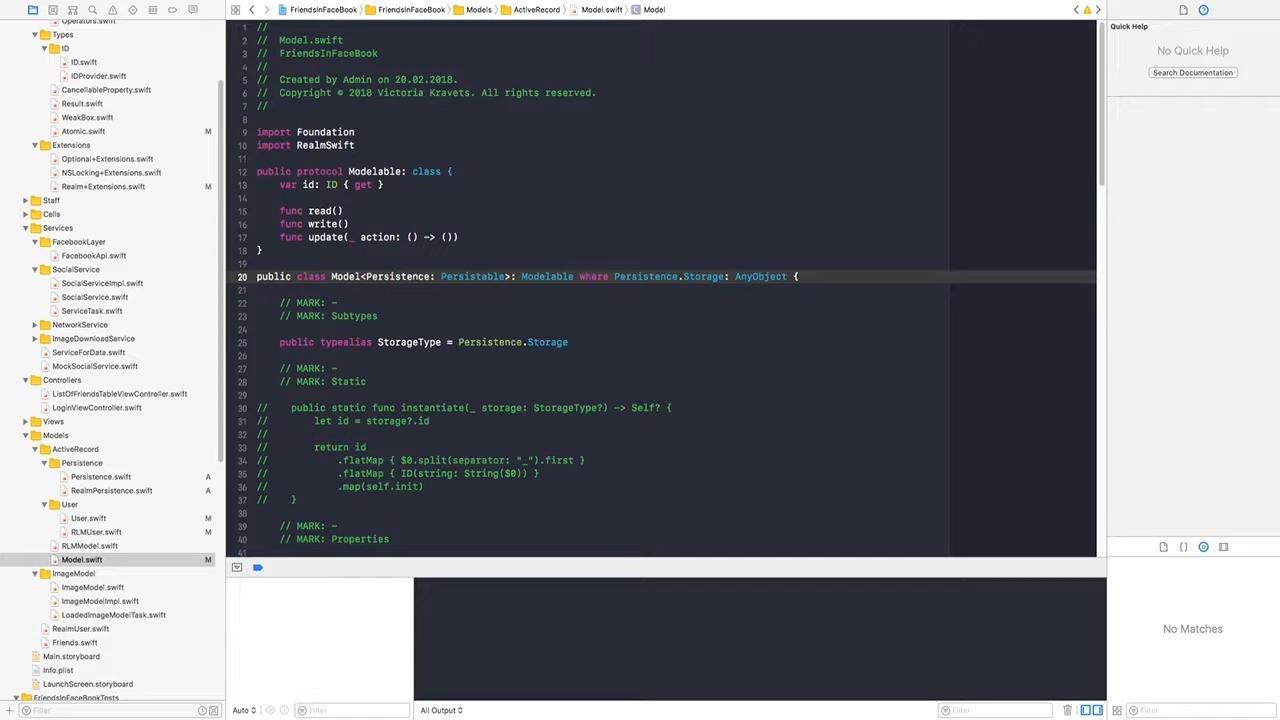 FriendsInFaceBook
FriendsInFaceBook
Models
ActiveRecord
Model.swift
C
Model
Operators.swift
Types
ID
ID.swift
IDProvider.swift
CancellableProperty.swift
Result.swift
WeakBox.swift
Atomic.swift M
Extensions
Optional+Extensions.swift
NSLocking+Extensions.swift
Realm+Extensions.swift M
Staff
Cells
Services
FacebookLayer
FacebookApi.swift
SocialService
SocialServiceImpl.swift
SocialService.swift
ServiceTask.swift
NetworkService
ImageDownloadService
ServiceForData.swift
MockSocialService.swift
Controllers
ListOfFriendsTableViewController.swift
LoginViewController.swift
Views
Models
ActiveRecord
Persistence
Persistence.swift A
RealmPersistence.swift A
User
User.swift M
RLMUser.swift M
RLMModel.swift
Model.swift M
ImageModel
ImageModel.swift
ImageModelImpl.swift
LoadedImageModelTask.swift
RealmUser.swift
Friends.swift
Main.storyboard
Info.plist
LaunchScreen.storyboard
FriendsInFaceBookTests
Filter
1 //
2 // Model.swift
3 // FriendsInFaceBook
4 //
5 // Created by Admin on 20.02.2018.
6 // Copyright © 2018 Victoria Kravets. All rights reserved.
7 //
8
9 import Foundation
10 import RealmSwift
11
12 public protocol Modelable: class {
13 var id: ID { get }
14
15 func read()
16 func write()
17 func update(_ action: () -> ())
18 }
19
20 public class Model<Persistence: Persistable>: Modelable where Persistence.Storage: AnyObject {
21
22 // MARK: -
23 // MARK: Subtypes
24
25 public typealias StorageType = Persistence.Storage
26
27 // MARK: -
28 // MARK: Static
29
30 // public static func instantiate(_ storage: StorageType?) -> Self? {
31 // let id = storage?.id
32 //
33 // return id
34 // .flatMap { $0.split(separator: "_").first }
35 // .flatMap { ID(string: String($0)) }
36 // .map(self.init)
37 // }
38
39 // MARK: -
40 // MARK: Properties
41
Auto
Filter
All Output
Filter
Quick Help
No Quick Help
Search Documentation
No Matches
Filter